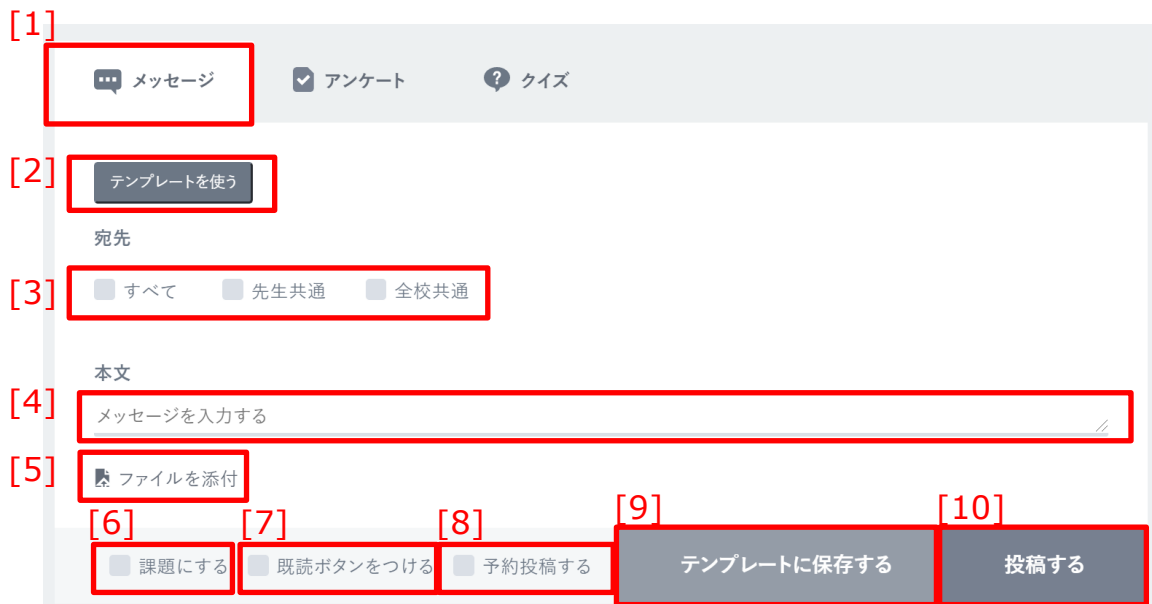 [1]
メッセージ アンケート クイズ
[2] テンプレートを使う
宛先
[3] すべて 先生共通 全校共通
本文
[4] メッセージを入力する
[5] ファイルを添付
[6] [7] [8] [9] [10]
課題にする 既読ボタンをつける 予約投稿する テンプレートに保存する 投稿する